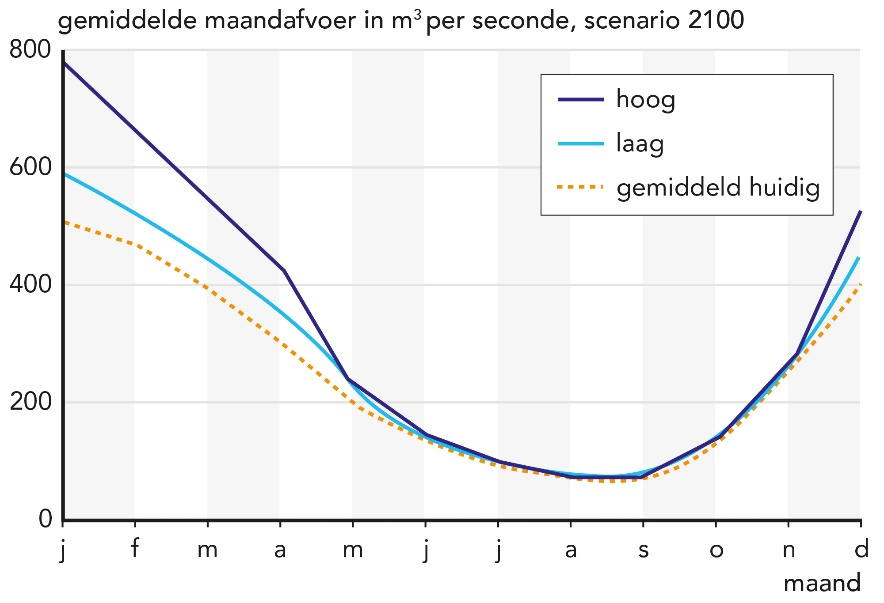 gemiddelde maandafvoer in m³ per seconde, scenario 2100
800
600
400
200
0
hoog
laag
gemiddeld huidig
j f m a m j j a s o n d
maand